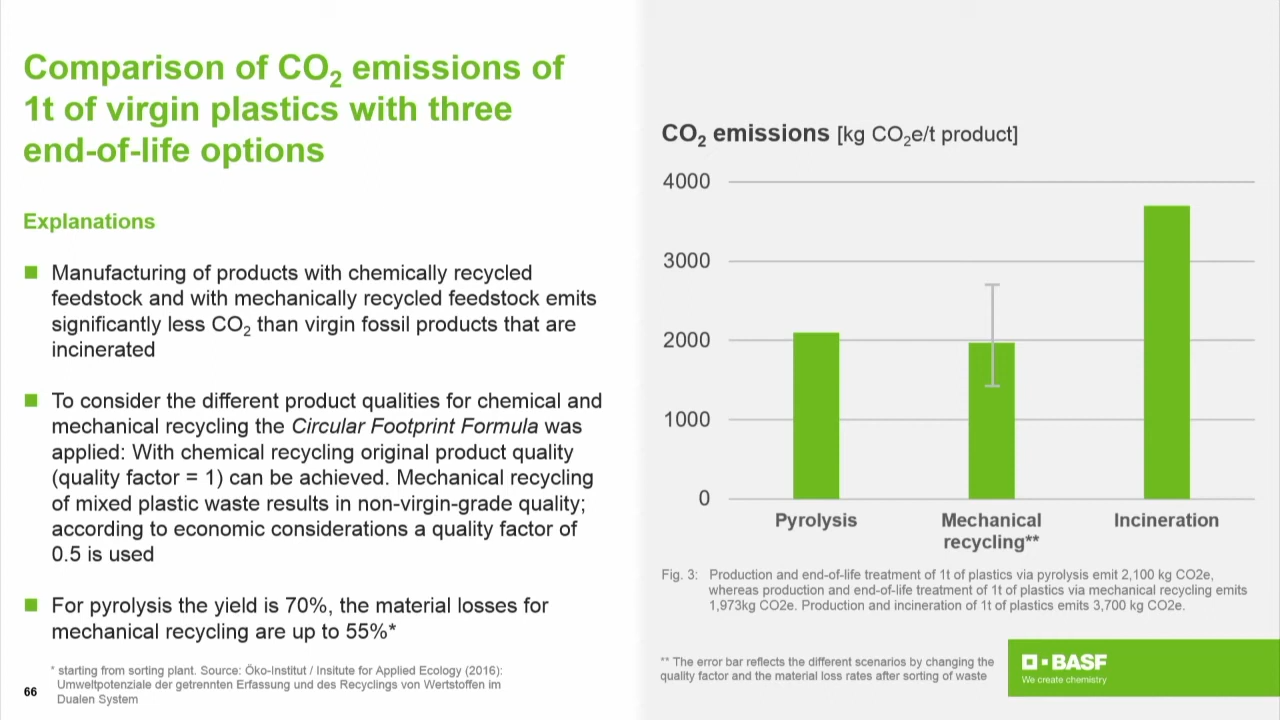 Comparison of CO₂ emissions of
1t of virgin plastics with three
end-of-life options
Explanations
Manufacturing of products with chemically recycled
feedstock and with mechanically recycled feedstock emits
significantly less CO₂ than virgin fossil products that are
incinerated
To consider the different product qualities for chemical and
mechanical recycling the Circular Footprint Formula was
applied: With chemical recycling original product quality
(quality factor = 1) can be achieved. Mechanical recycling
of mixed plastic waste results in non-virgin-grade quality;
according to economic considerations a quality factor of
0.5 is used
For pyrolysis the yield is 70%, the material losses for
mechanical recycling are up to 55%*
* starting from sorting plant. Source: Öko-Institut / Insitute for Applied Ecology (2016):
Umweltpotenziale der getrennten Erfassung und des Recyclings von Wertstoffen im
Dualen System
66
CO₂ emissions [kg CO₂e/t product]
4000
3000
2000
1000
0
Pyrolysis
Mechanical
recycling**
Incineration
Fig. 3: Production and end-of-life treatment of 1t of plastics via pyrolysis emit 2,100 kg CO2e,
whereas production and end-of-life treatment of 1t of plastics via mechanical recycling emits
1,973kg CO2e. Production and incineration of 1t of plastics emits 3,700 kg CO2e.
** The error bar reflects the different scenarios by changing the
quality factor and the material loss rates after sorting of waste
BASF
We create chemistry